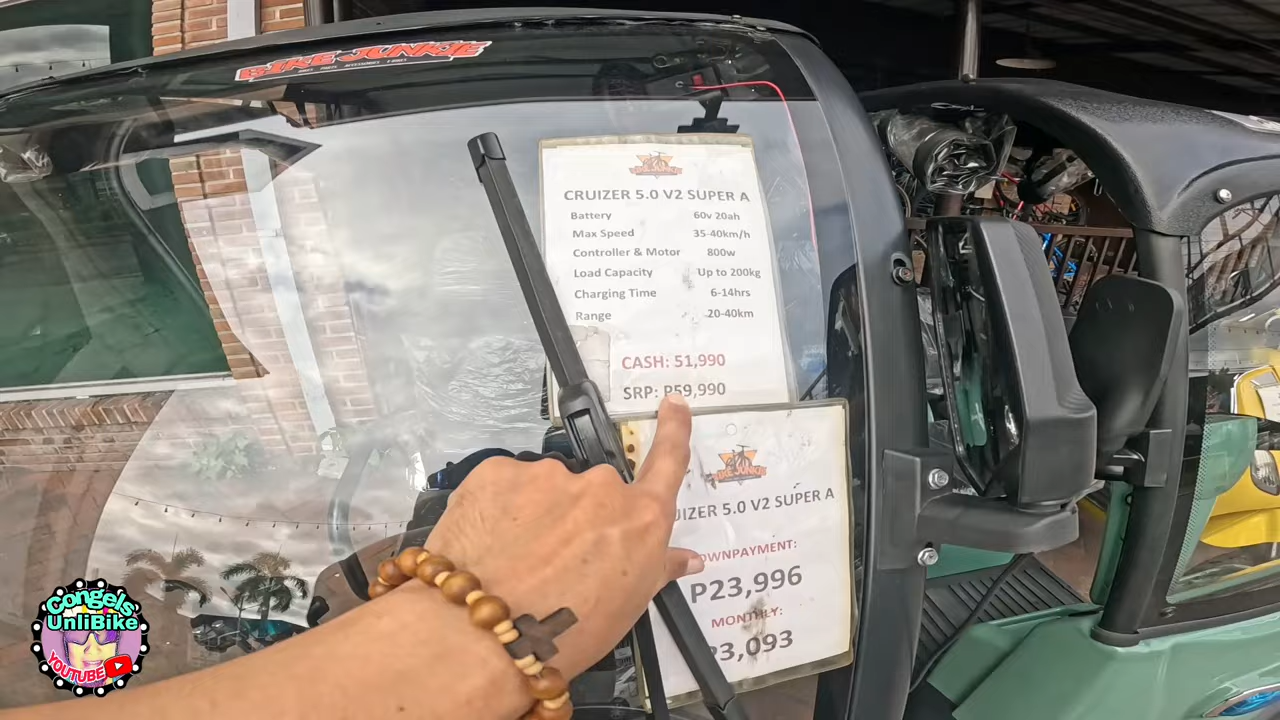 BIKE JUNKIE
CRUIZER 5.0 V2 SUPER A
Battery 60v 20ah
Max Speed 35-40km/h
Controller & Motor 800w
Load Capacity Up to 200kg
Charging Time 6-14hrs
Range 20-40km
CASH: 51,990
SRP: P59,990
BIKE JUNKIE
UIZER 5.0 V2 SUPER A
OWNPAYMENT:
P23,996
MONTHLY:
P3,093
Congels
UnliBike
YOUTUBE